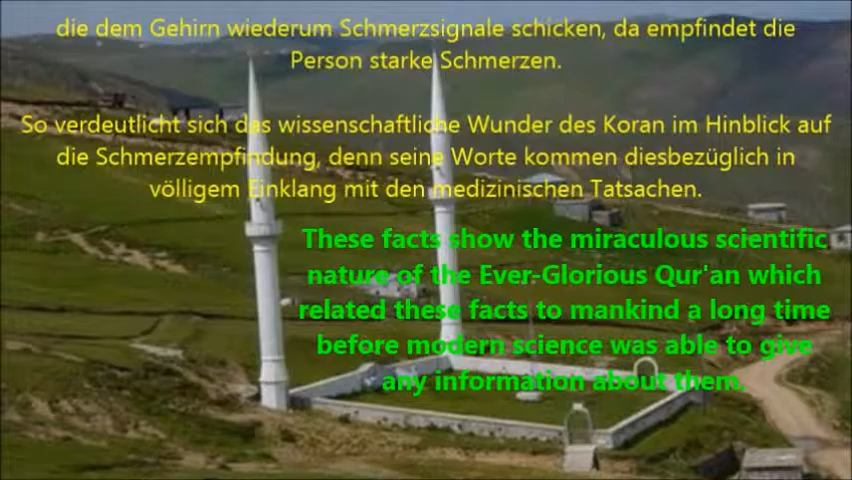 die dem Gehirn wiederum Schmerzsignale schicken, da empfindet die
Person starke Schmerzen.
So verdeutlicht sich das wissenschaftliche Wunder des Koran im Hinblick auf
die Schmerzempfindung, denn seine Worte kommen diesbezüglich in
völligem Einklang mit den medizinischen Tatsachen.
These facts show the miraculous scientific
nature of the Ever-Glorious Qur'an which
related these facts to mankind a long time
before modern science was able to give
any information about them.